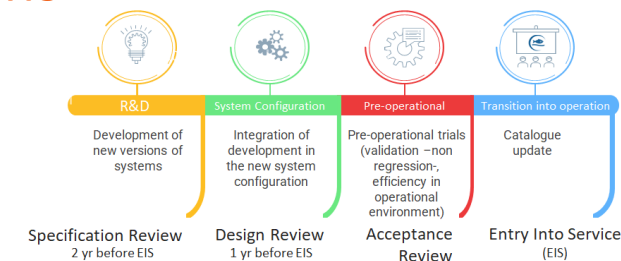 R&D
System Configuration
Pre-operational
Transition into operation
Development of
new versions of
systems
Integration of
development in
the new system
configuration
Pre-operational trials
(validation –non
regression-,
efficiency in
operational
environment)
Catalogue
update
Specification Review
2 yr before EIS
Design Review
1 yr before EIS
Acceptance
Review
Entry Into Service
(EIS)